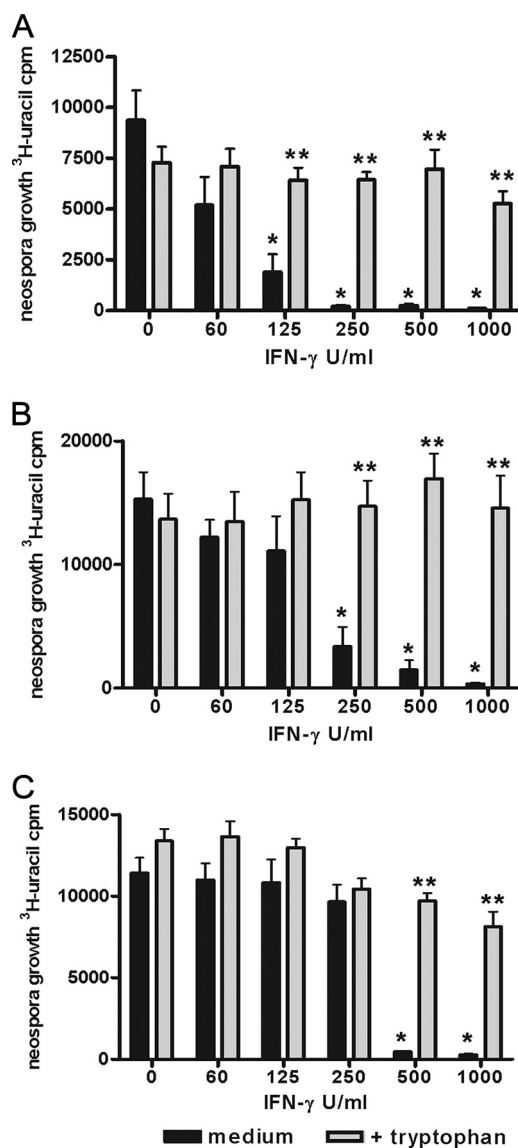 A
neospora growth ³H-uracil cpm
12500
10000
7500
5000
2500
0
**
**
**
**
*
*
*
*
0 60 125 250 500 1000
IFN-γ U/ml
B
neospora growth ³H-uracil cpm
20000
10000
0
**
**
**
*
*
*
0 60 125 250 500 1000
IFN-γ U/ml
C
neospora growth ³H-uracil cpm
15000
10000
5000
0
**
**
*
*
0 60 125 250 500 1000
IFN-γ U/ml
medium + tryptophan